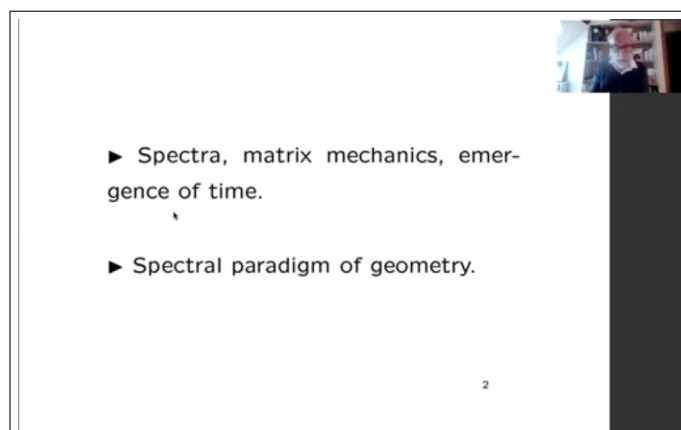 ► Spectra, matrix mechanics, emer-
gence of time.
► Spectral paradigm of geometry.
2